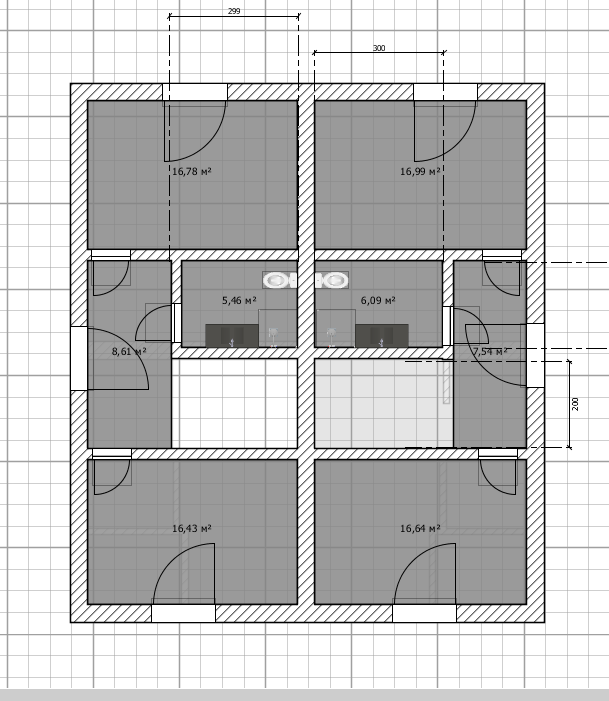 299
300
16,78 м²
16,99 м²
5,46 м²
6,09 м²
8,61 м²
7,54 м²
200
16,43 м²
16,64 м²